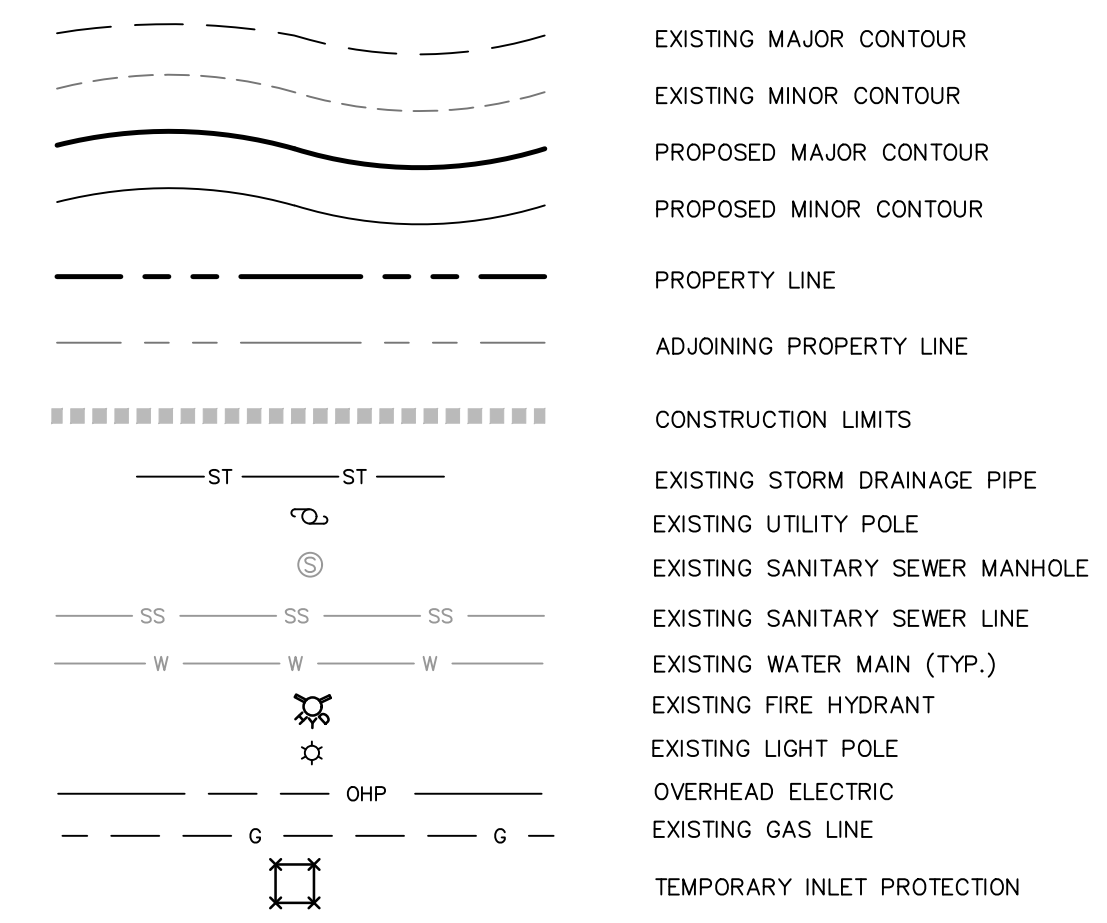 EXISTING MAJOR CONTOUR
EXISTING MINOR CONTOUR
PROPOSED MAJOR CONTOUR
PROPOSED MINOR CONTOUR
PROPERTY LINE
ADJOINING PROPERTY LINE
CONSTRUCTION LIMITS
ST ST EXISTING STORM DRAINAGE PIPE
EXISTING UTILITY POLE
S EXISTING SANITARY SEWER MANHOLE
SS SS SS EXISTING SANITARY SEWER LINE
W W W EXISTING WATER MAIN (TYP.)
EXISTING FIRE HYDRANT
EXISTING LIGHT POLE
OHP OVERHEAD ELECTRIC
G G EXISTING GAS LINE
TEMPORARY INLET PROTECTION